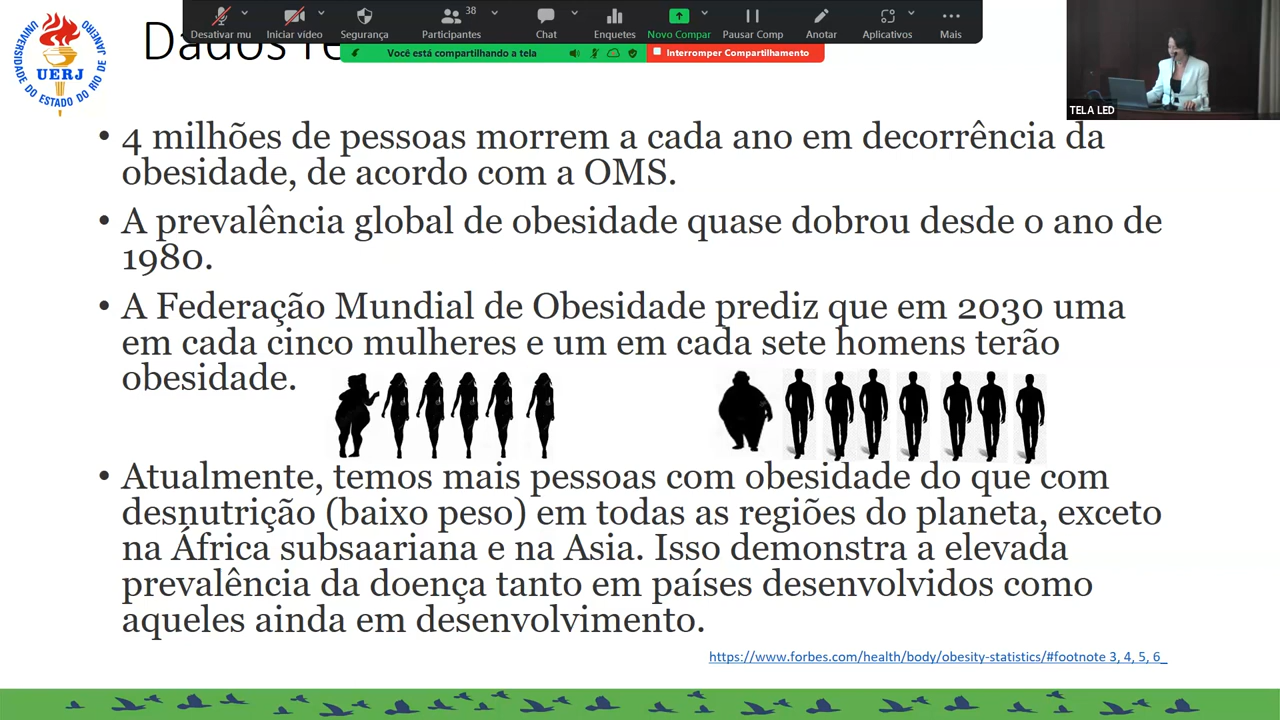 Desativar mu
Iniciar vídeo
Segurança
38
Participantes
Chat
Enquetes
Novo Compar
Pausar Comp
Anotar
Aplicativos
Mais
Você está compartilhando a tela
Interromper Compartilhamento
TELA LED
UERJ
UNIVERSIDADE DO ESTADO DO RIO DE JANEIRO
Dados
• 4 milhões de pessoas morrem a cada ano em decorrência da
obesidade, de acordo com a OMS.
• A prevalência global de obesidade quase dobrou desde o ano de
1980.
• A Federação Mundial de Obesidade prediz que em 2030 uma
em cada cinco mulheres e um em cada sete homens terão
obesidade.
• Atualmente, temos mais pessoas com obesidade do que com
desnutrição (baixo peso) em todas as regiões do planeta, exceto
na África subsaariana e na Asia. Isso demonstra a elevada
prevalência da doença tanto em países desenvolvidos como
aqueles ainda em desenvolvimento.
https://www.forbes.com/health/body/obesity-statistics/#footnote 3, 4, 5, 6_